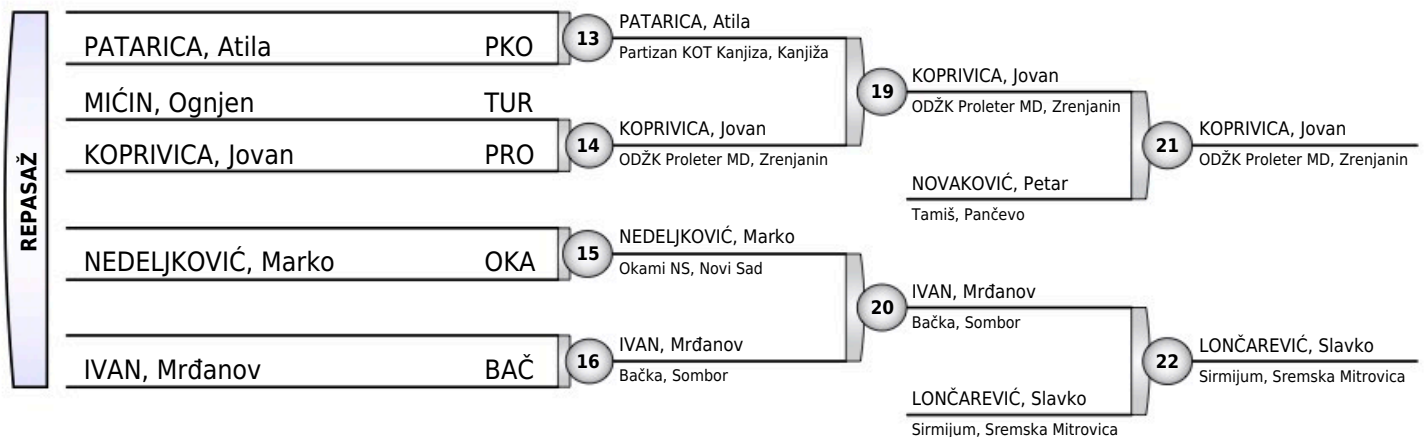 REPASAŽ
PATARICA, Atila PKO
MIĆIN, Ognjen TUR
KOPRIVICA, Jovan PRO
NEDELJKOVIĆ, Marko OKA
IVAN, Mrđanov BAČ
13
PATARICA, Atila
Partizan KOT Kanjiza, Kanjiža
14
KOPRIVICA, Jovan
ODŽK Proleter MD, Zrenjanin
15
NEDELJKOVIĆ, Marko
Okami NS, Novi Sad
16
IVAN, Mrđanov
Bačka, Sombor
19
KOPRIVICA, Jovan
ODŽK Proleter MD, Zrenjanin
NOVAKOVIĆ, Petar
Tamiš, Pančevo
20
IVAN, Mrđanov
Bačka, Sombor
LONČAREVIĆ, Slavko
Sirmijum, Sremska Mitrovica
21
KOPRIVICA, Jovan
ODŽK Proleter MD, Zrenjanin
22
LONČAREVIĆ, Slavko
Sirmijum, Sremska Mitrovica